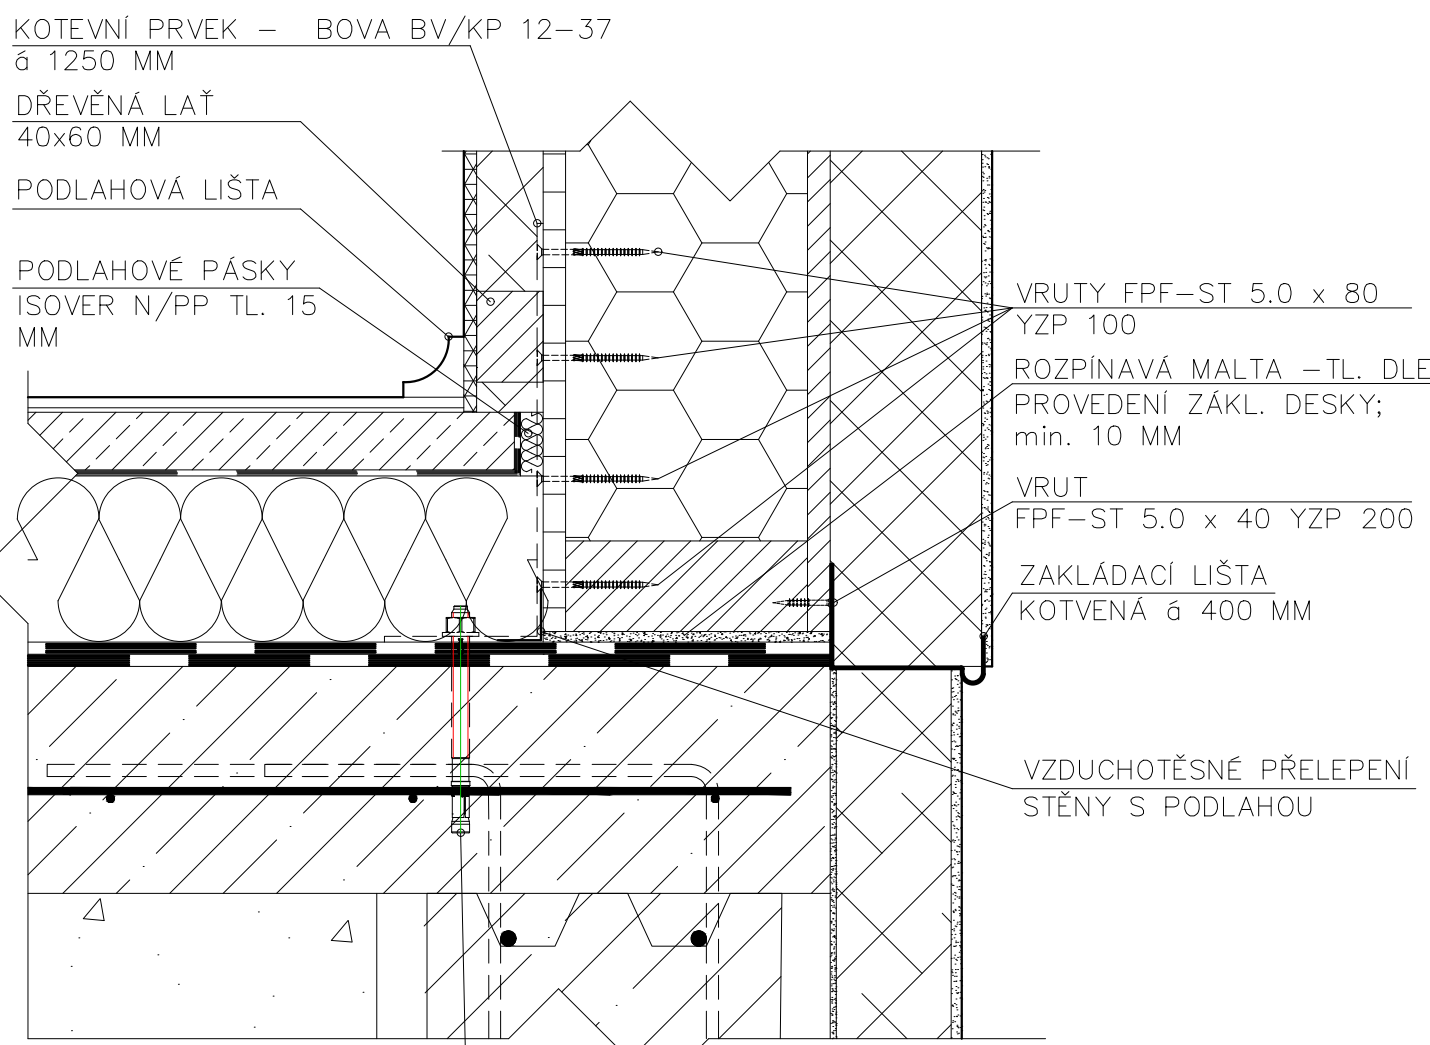 KOTEVNÍ PRVEK – BOVA BV/KP 12–37
á 1250 MM
DŘEVĚNÁ LAŤ
40x60 MM
PODLAHOVÁ LIŠTA
PODLAHOVÉ PÁSKY
ISOVER N/PP TL. 15
MM
VRUTY FPF–ST 5.0 x 80
YZP 100
ROZPÍNAVÁ MALTA –TL. DLE
PROVEDENÍ ZÁKL. DESKY;
min. 10 MM
VRUT
FPF–ST 5.0 x 40 YZP 200
ZAKLÁDACÍ LIŠTA
KOTVENÁ á 400 MM
VZDUCHOTĚSNÉ PŘELEPENÍ
STĚNY S PODLAHOU